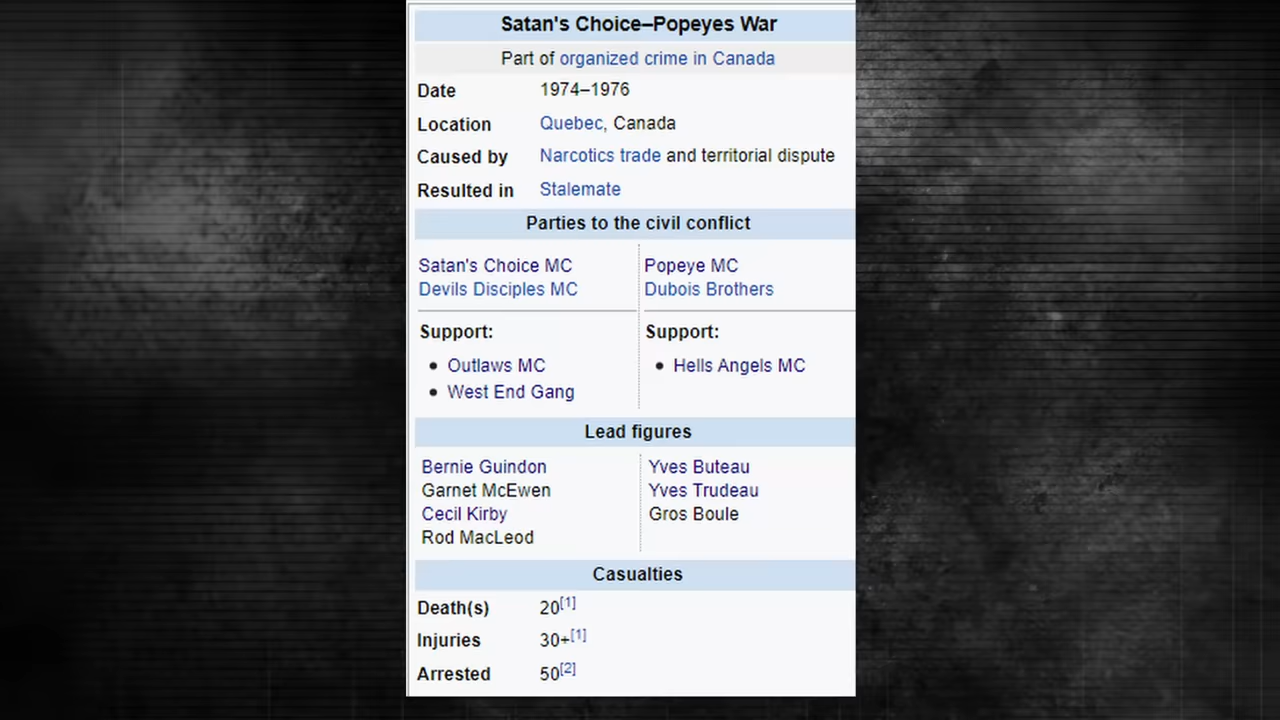 Satan's Choice–Popeyes War
Part of organized crime in Canada
Date 1974–1976
Location Quebec, Canada
Caused by Narcotics trade and territorial dispute
Resulted in Stalemate
Parties to the civil conflict
Satan's Choice MC Popeye MC
Devils Disciples MC Dubois Brothers
Support: Support:
• Outlaws MC • Hells Angels MC
• West End Gang
Lead figures
Bernie Guindon Yves Buteau
Garnet McEwen Yves Trudeau
Cecil Kirby Gros Boule
Rod MacLeod
Casualties
Death(s) 20[1]
Injuries 30+[1]
Arrested 50[2]